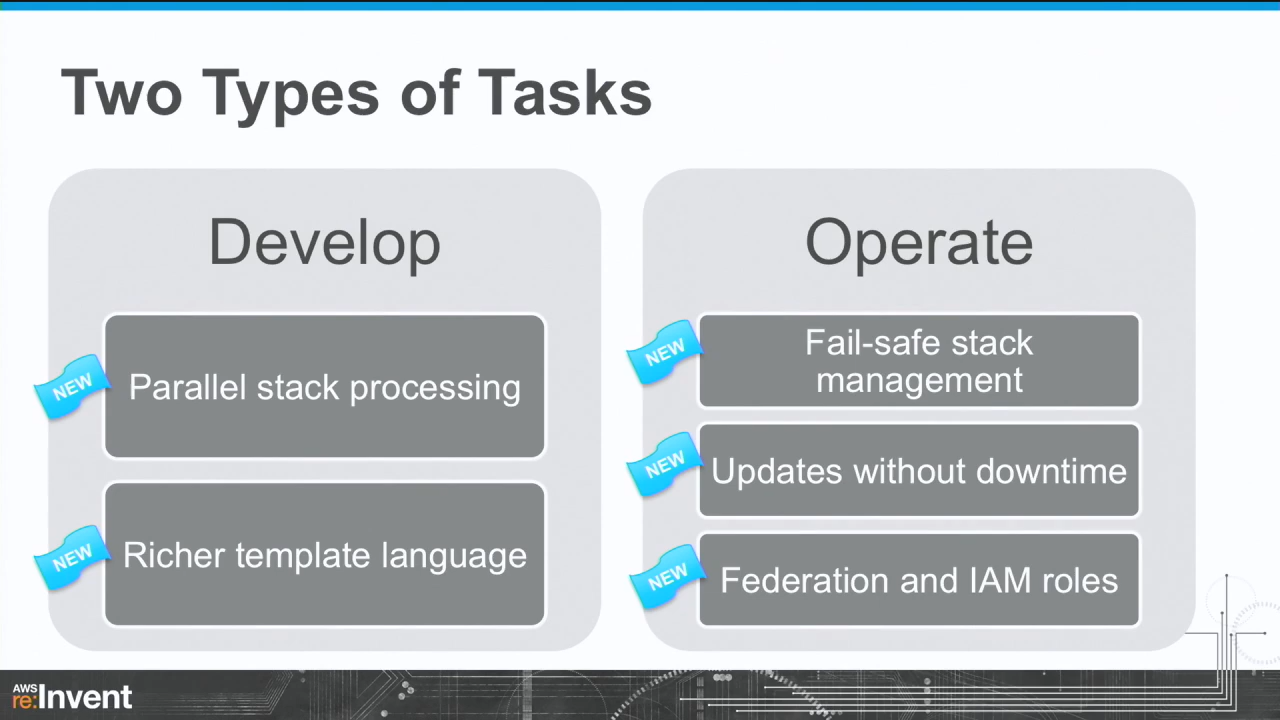 Two Types of Tasks
Develop
NEW
Parallel stack processing
NEW
Richer template language
Operate
NEW
Fail-safe stack
management
NEW
Updates without downtime
NEW
Federation and IAM roles
AWS
re:Invent